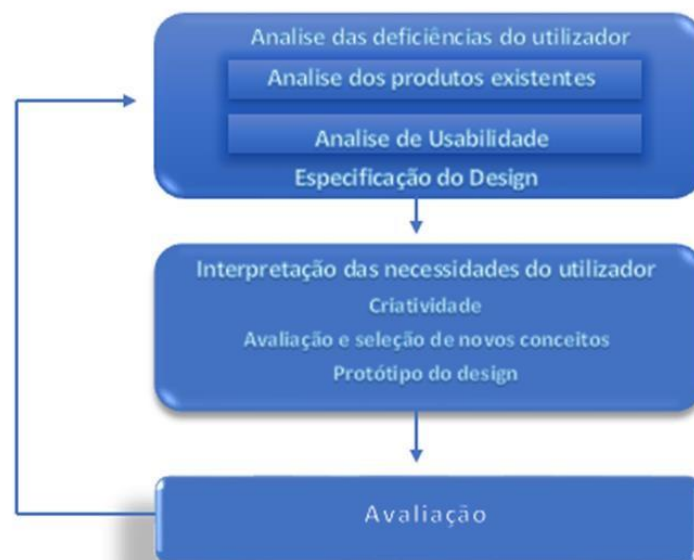 Analise das deficiências do utilizador
Analise dos produtos existentes
Analise de Usabilidade
Especificação do Design
Interpretação das necessidades do utilizador
Criatividade
Avaliação e seleção de novos conceitos
Protótipo do design
Avaliação